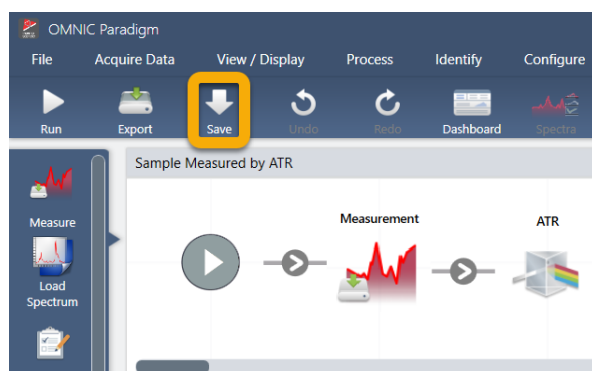 OMNIC Paradigm
File Acquire Data View / Display Process Identify Configure
Run Export Save Undo Redo Dashboard Spectra
Sample Measured by ATR
Measure
Load
Spectrum
Measurement ATR